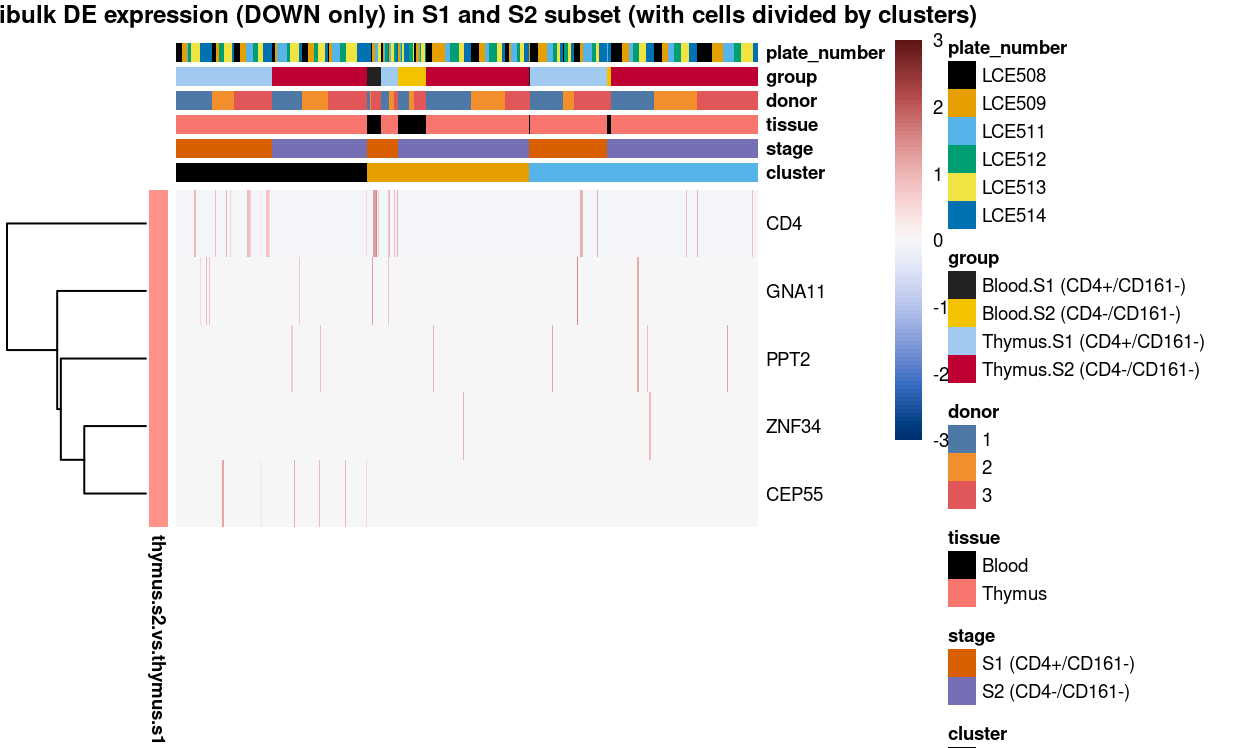 ibulk DE expression (DOWN only) in S1 and S2 subset (with cells divided by clusters)
plate_number
group
donor
tissue
stage
cluster
CD4
GNA11
PPT2
ZNF34
CEP55
thymus.s2.vs.thymus.s1
3
2
1
0
-1
-2
-3
plate_number
LCE508
LCE509
LCE511
LCE512
LCE513
LCE514
group
Blood.S1 (CD4+/CD161-)
Blood.S2 (CD4-/CD161-)
Thymus.S1 (CD4+/CD161-)
Thymus.S2 (CD4-/CD161-)
donor
1
2
3
tissue
Blood
Thymus
stage
S1 (CD4+/CD161-)
S2 (CD4-/CD161-)
cluster